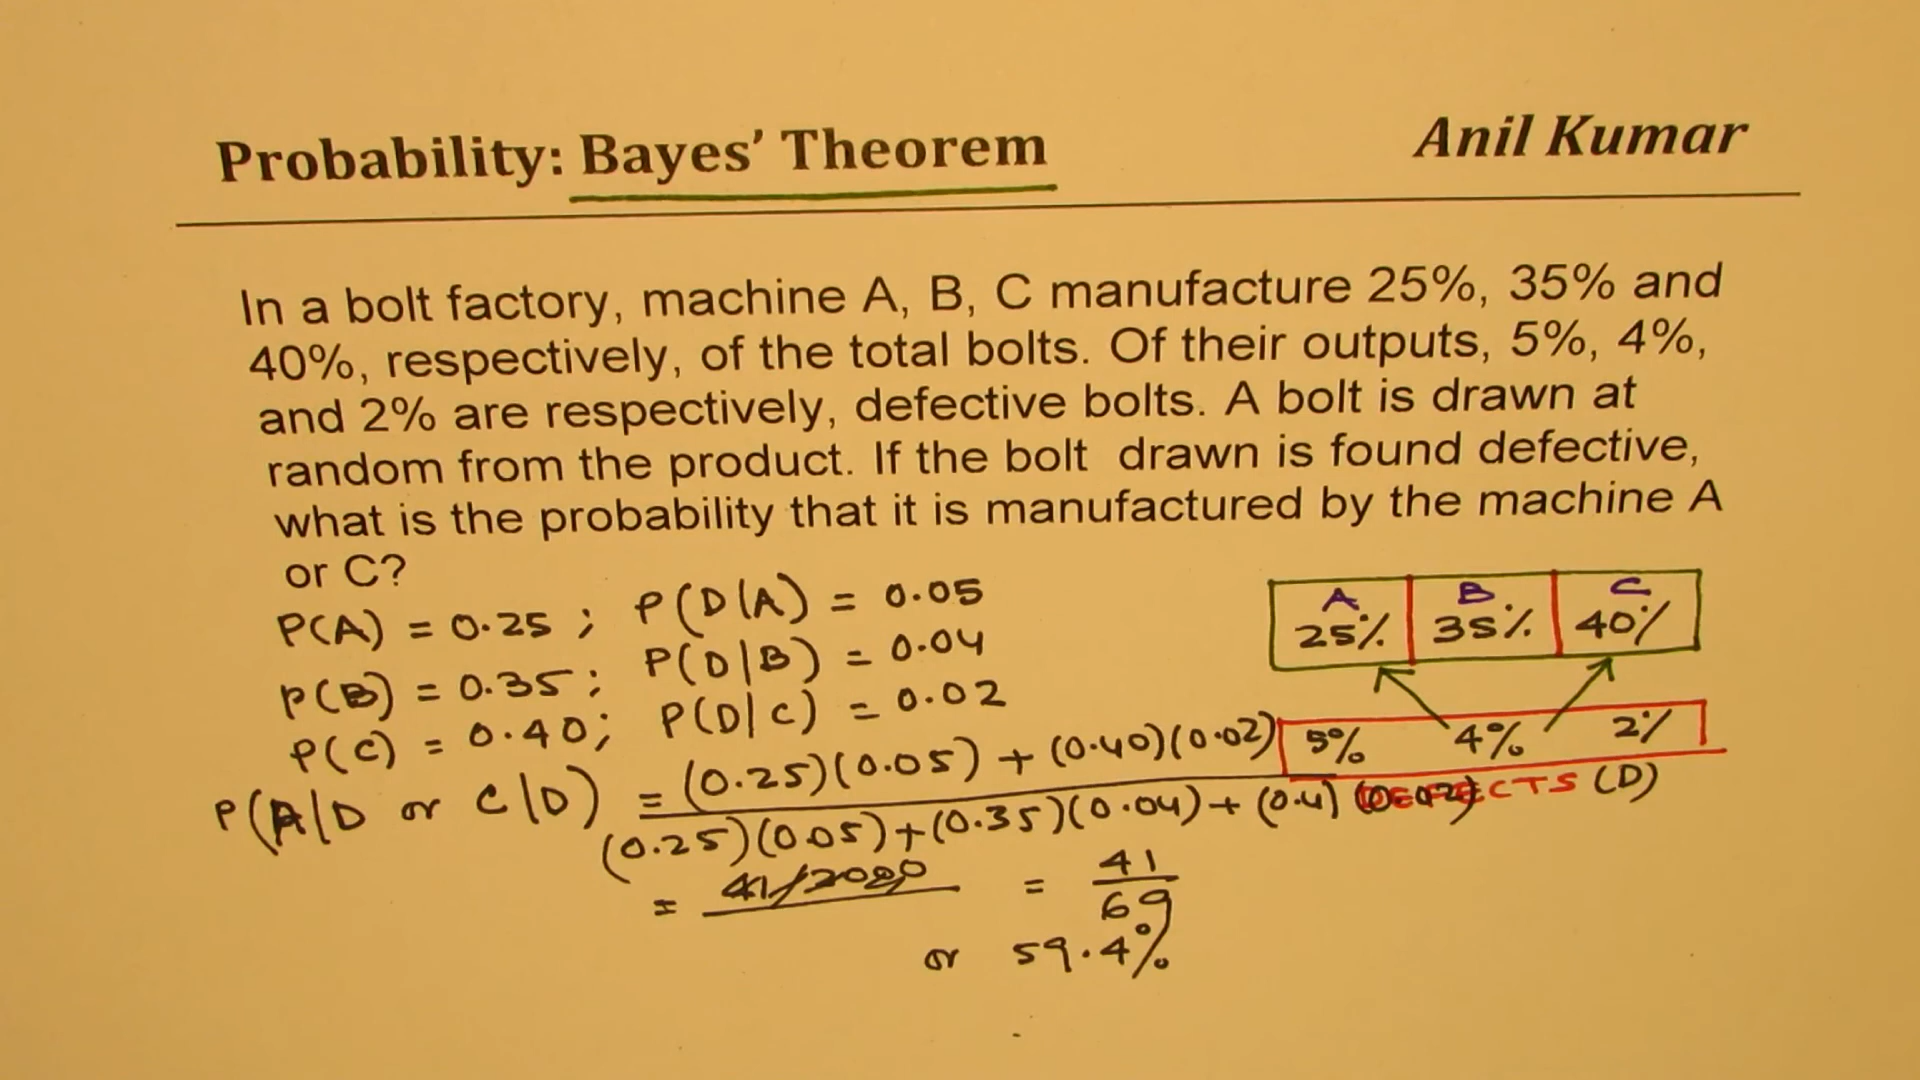 Probability: Bayes' Theorem
Anil Kumar
In a bolt factory, machine A, B, C manufacture 25%, 35% and
40%, respectively, of the total bolts. Of their outputs, 5%, 4%,
and 2% are respectively, defective bolts. A bolt is drawn at
random from the product. If the bolt drawn is found defective,
what is the probability that it is manufactured by the machine A
or C?
P(A) = 0.25 ; P(D|A) = 0.05
P(B) = 0.35 ; P(D|B) = 0.04
P(C) = 0.40 ; P(D|C) = 0.02
A B C
25% 35% 40%
5% 4% 2%
DEFECTS (D)
P(A|D or C|D) = (0.25)(0.05) + (0.40)(0.02)
(0.25)(0.05) + (0.35)(0.04) + (0.4)(0.02)
= 41/2000 = 41
69
or 59.4%